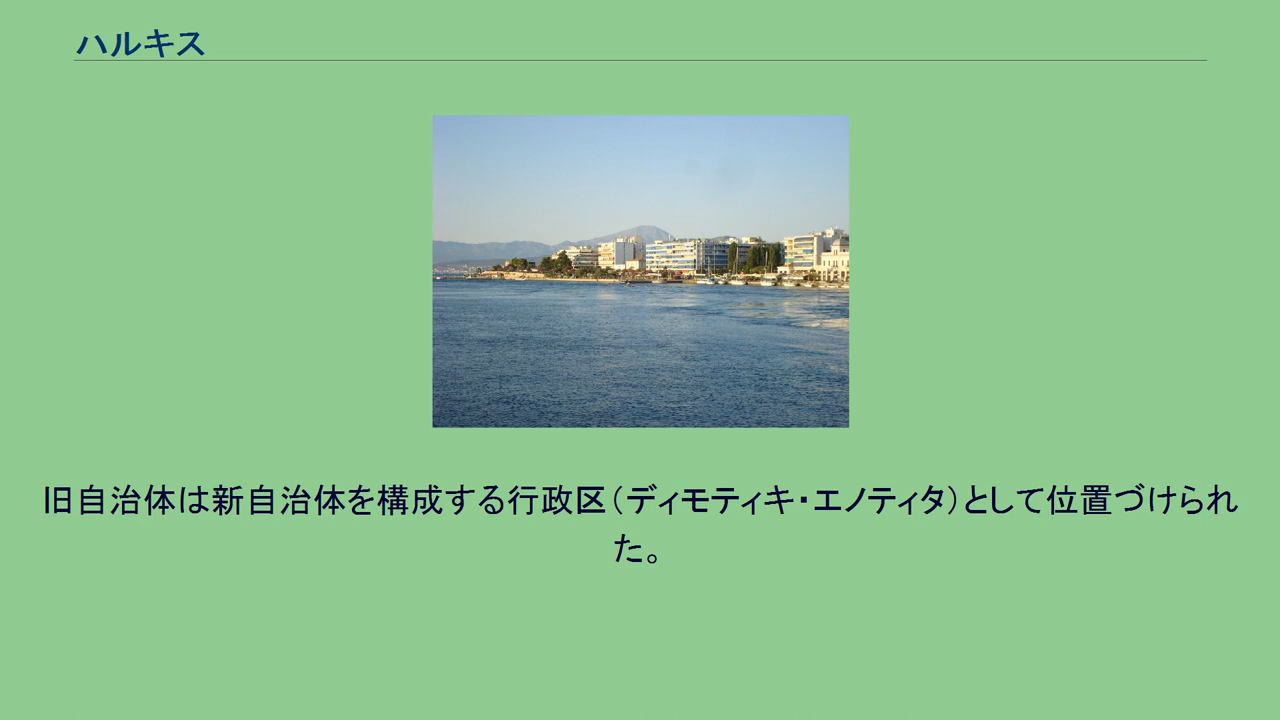 ハルキス
旧自治体は新自治体を構成する行政区（ディモティキ・エノティタ）として位置づけられ
た。